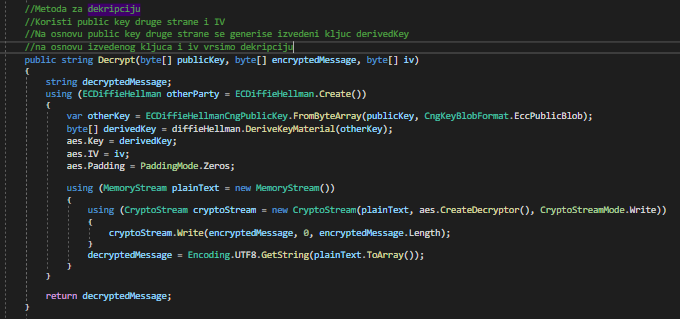 //Metoda za dekripciju
//Koristi public key druge strane i IV
//Na osnovu public key druge strane se generise izvedeni kljuc derivedKey
//na osnovu izvedenog kljuca i iv vrsimo dekripciju
public string Decrypt(byte[] publicKey, byte[] encryptedMessage, byte[] iv)
{
    string decryptedMessage;
    using (ECDiffieHellman otherParty = ECDiffieHellman.Create())
    {
        var otherKey = ECDiffieHellmanCngPublicKey.FromByteArray(publicKey, CngKeyBlobFormat.EccPublicBlob);
        byte[] derivedKey = diffieHellman.DeriveKeyMaterial(otherKey);
        aes.Key = derivedKey;
        aes.IV = iv;
        aes.Padding = PaddingMode.Zeros;

        using (MemoryStream plainText = new MemoryStream())
        {
            using (CryptoStream cryptoStream = new CryptoStream(plainText, aes.CreateDecryptor(), CryptoStreamMode.Write))
            {
                cryptoStream.Write(encryptedMessage, 0, encryptedMessage.Length);
            }
            decryptedMessage = Encoding.UTF8.GetString(plainText.ToArray());
        }
    }

    return decryptedMessage;
}